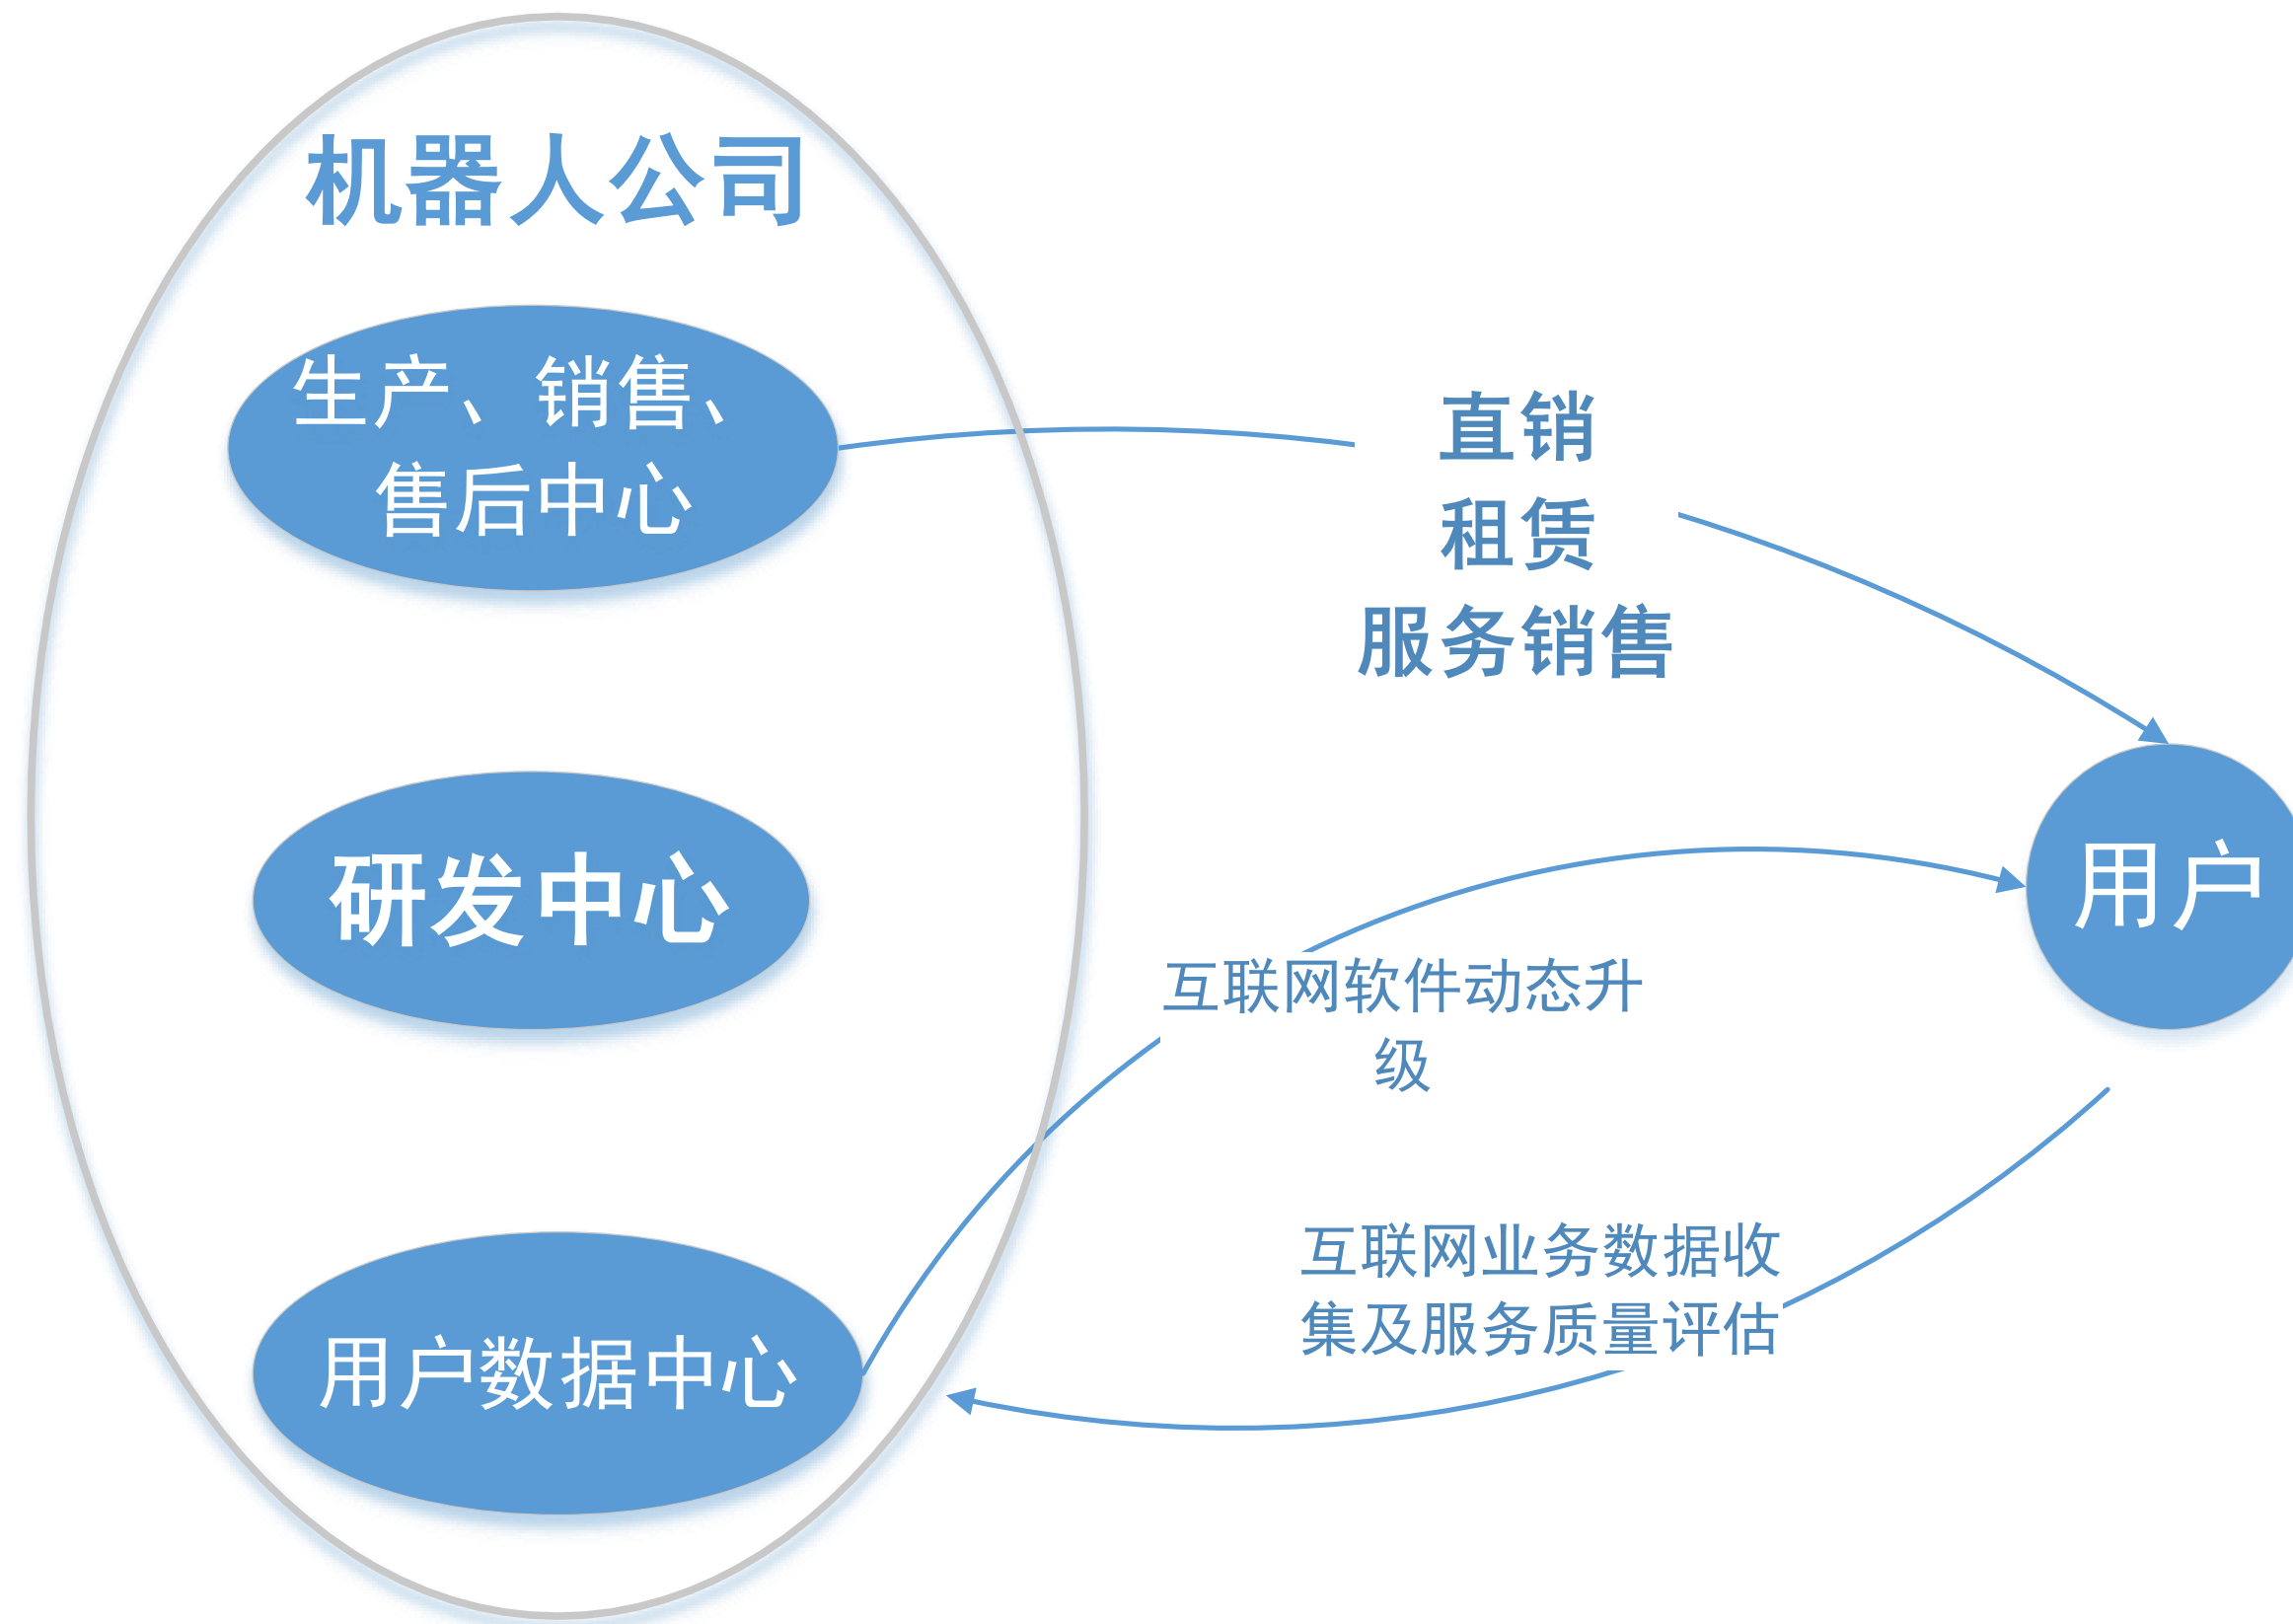 机器人公司
生产、销售、
售后中心
直销
租赁
服务销售
研发中心
用户
互联网软件动态升
级
互联网业务数据收
集及服务质量评估
用户数据中心